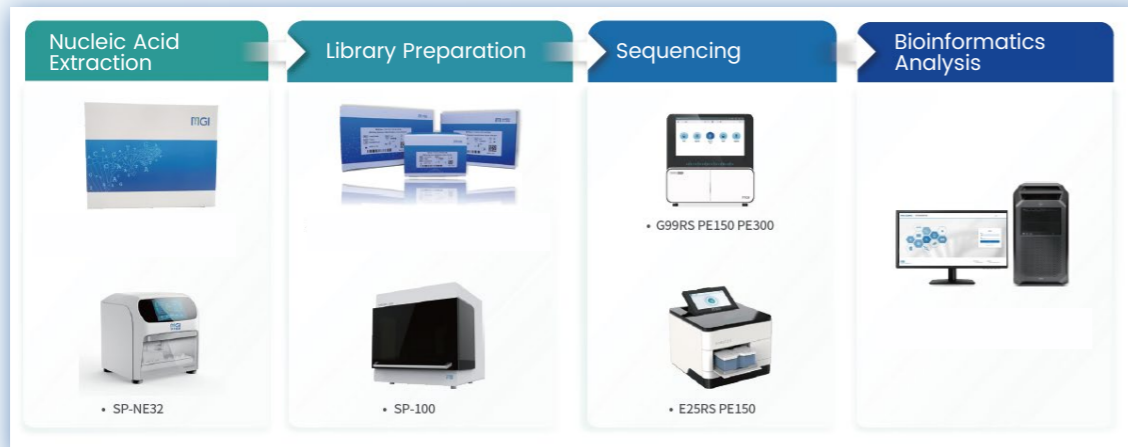 Nucleic Acid
Extraction
Library Preparation
Sequencing
Bioinformatics
Analysis
MGI
• G99RS PE150 PE300
• SP-NE32
• SP-100
• E25RS PE150